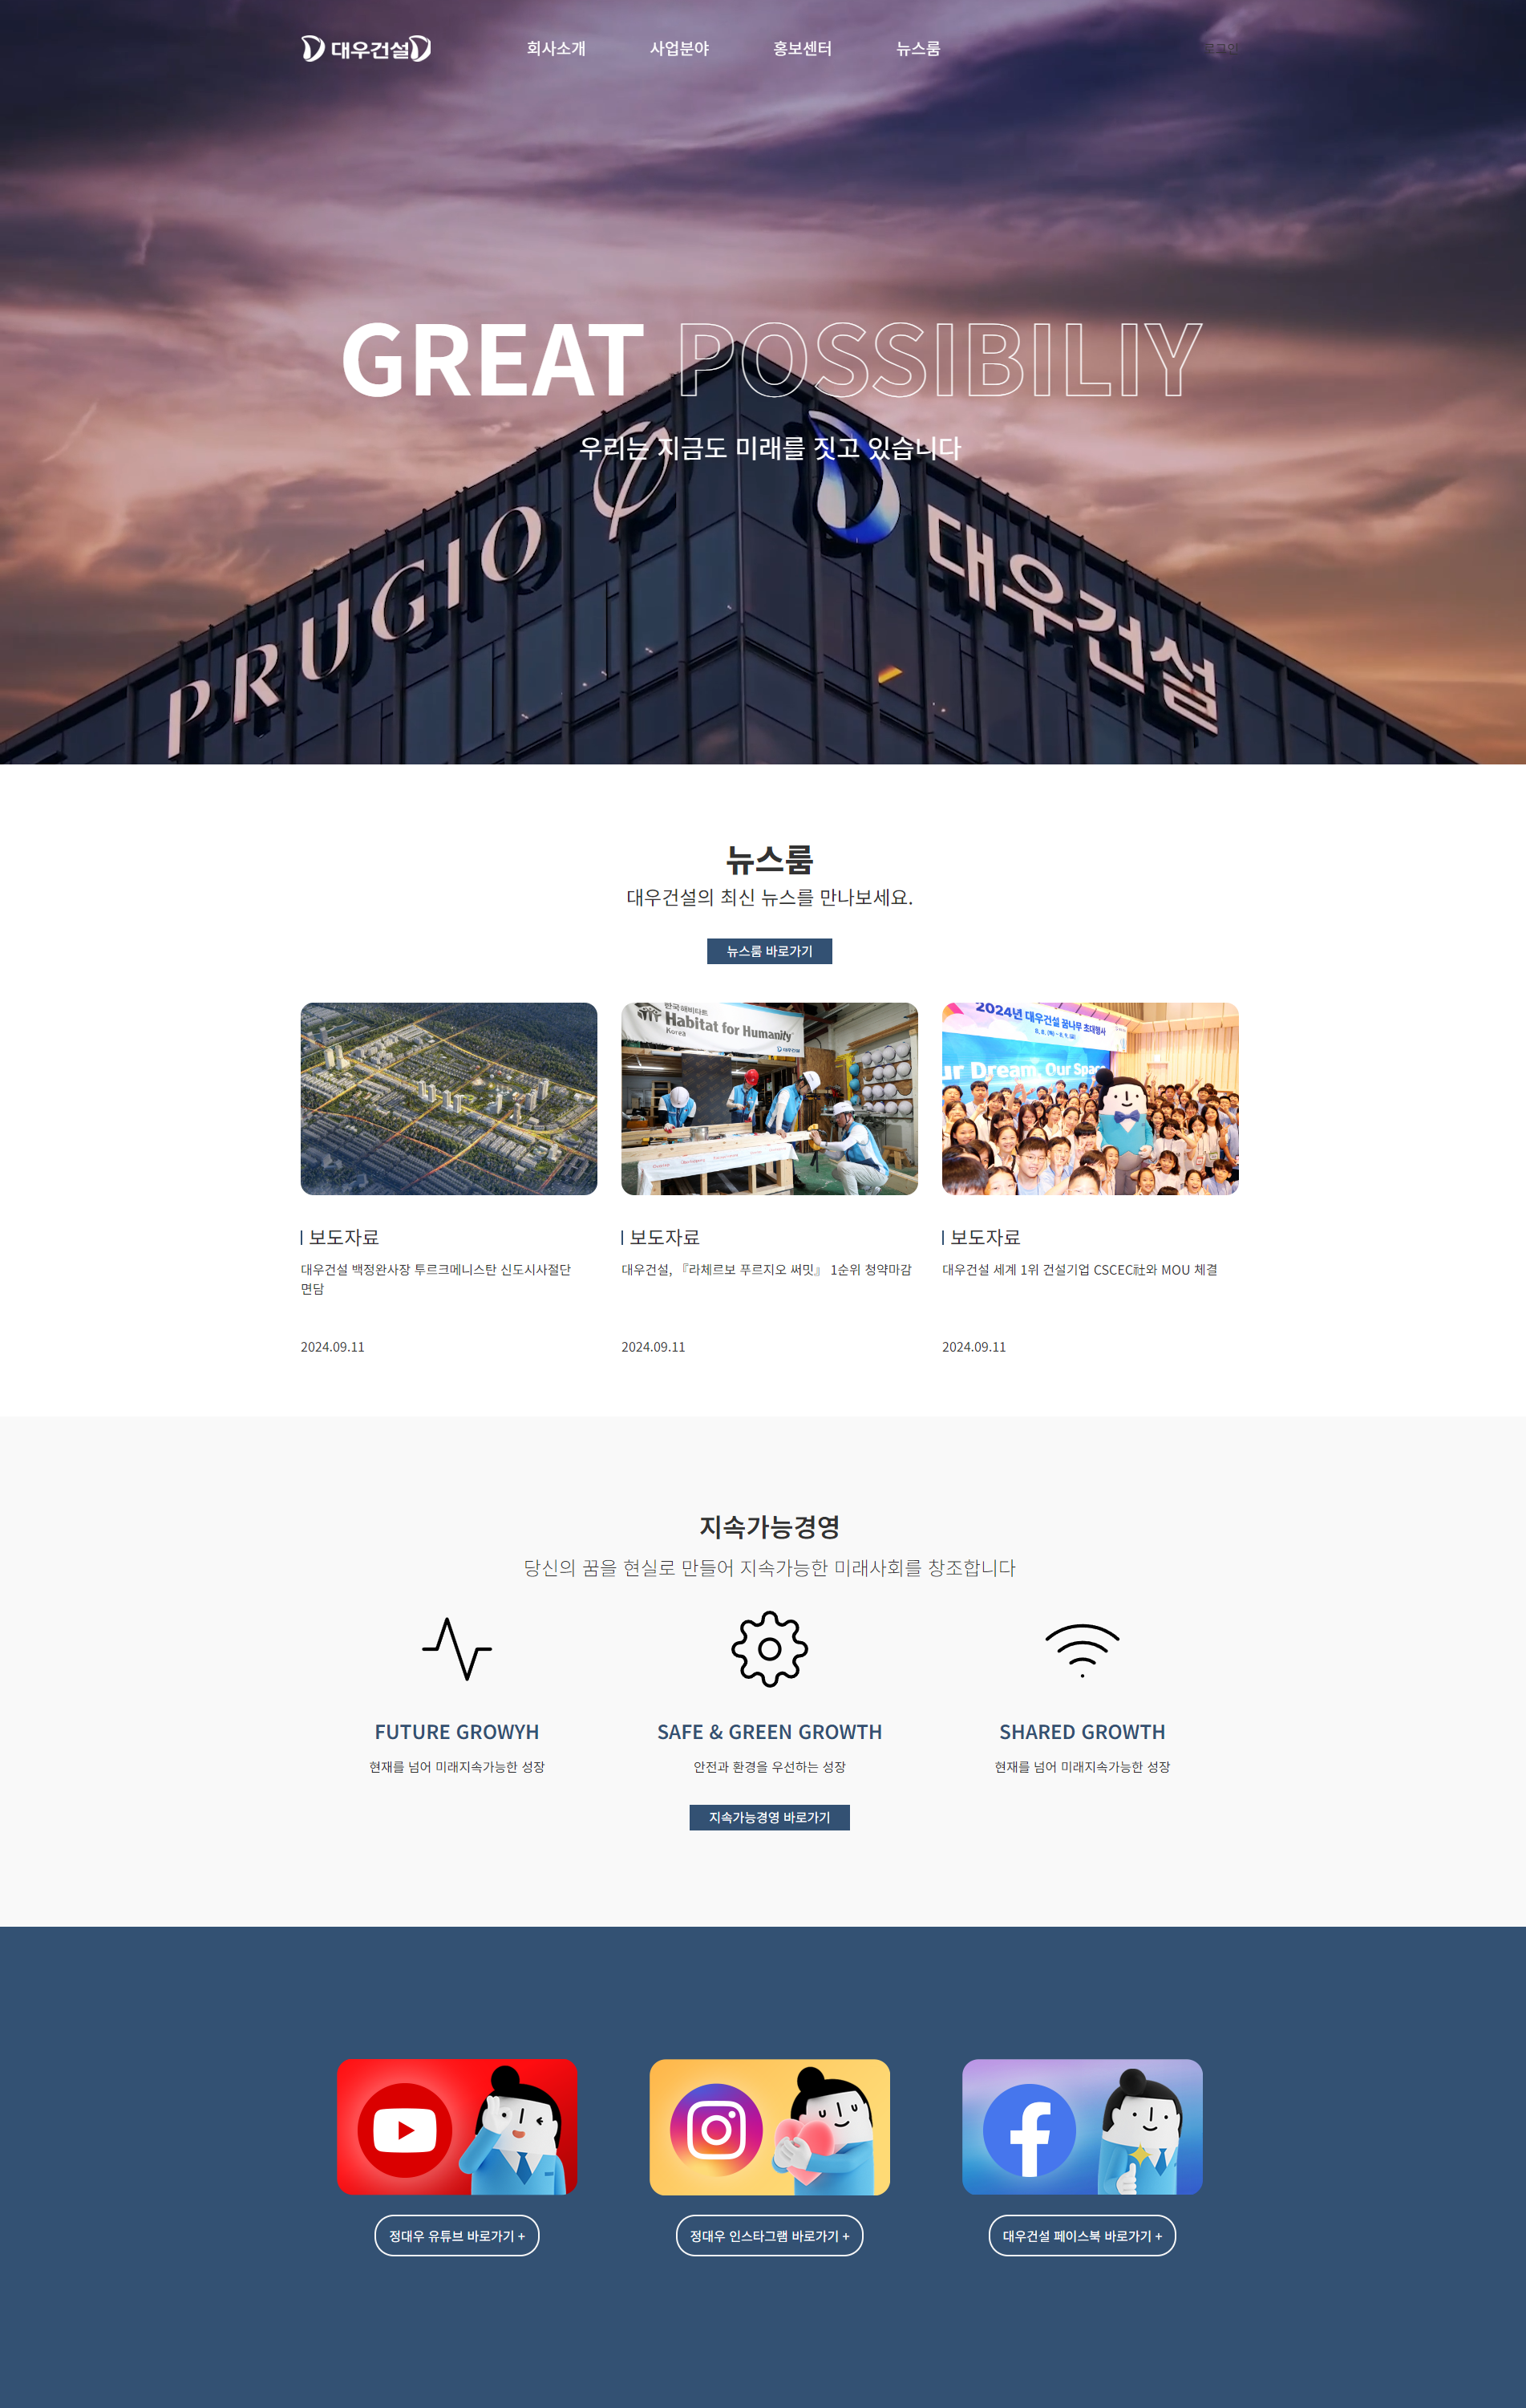 대우건설
회사소개
사업분야
홍보센터
뉴스룸
로그인
GREAT POSSIBILIY
우리는 지금도 미래를 짓고 있습니다
PRUGIO
대우건설
뉴스룸
대우건설의 최신 뉴스를 만나보세요.
뉴스룸 바로가기
한국해비타트
Habitat for Humanity
Korea
대우건설
2024년 대우건설 꿈나무 초대행사
ur Dream, Our Space
보도자료
대우건설 백정완사장 투르크메니스탄 신도시사절단
면담
2024.09.11
보도자료
대우건설, 『라체르보 푸르지오 써밋』 1순위 청약마감
2024.09.11
보도자료
대우건설 세계 1위 건설기업 CSCEC社와 MOU 체결
2024.09.11
지속가능경영
당신의 꿈을 현실로 만들어 지속가능한 미래사회를 창조합니다
FUTURE GROWYH
현재를 넘어 미래지속가능한 성장
SAFE & GREEN GROWTH
안전과 환경을 우선하는 성장
SHARED GROWTH
현재를 넘어 미래지속가능한 성장
지속가능경영 바로가기
정대우 유튜브 바로가기 +
정대우 인스타그램 바로가기 +
대우건설 페이스북 바로가기 +